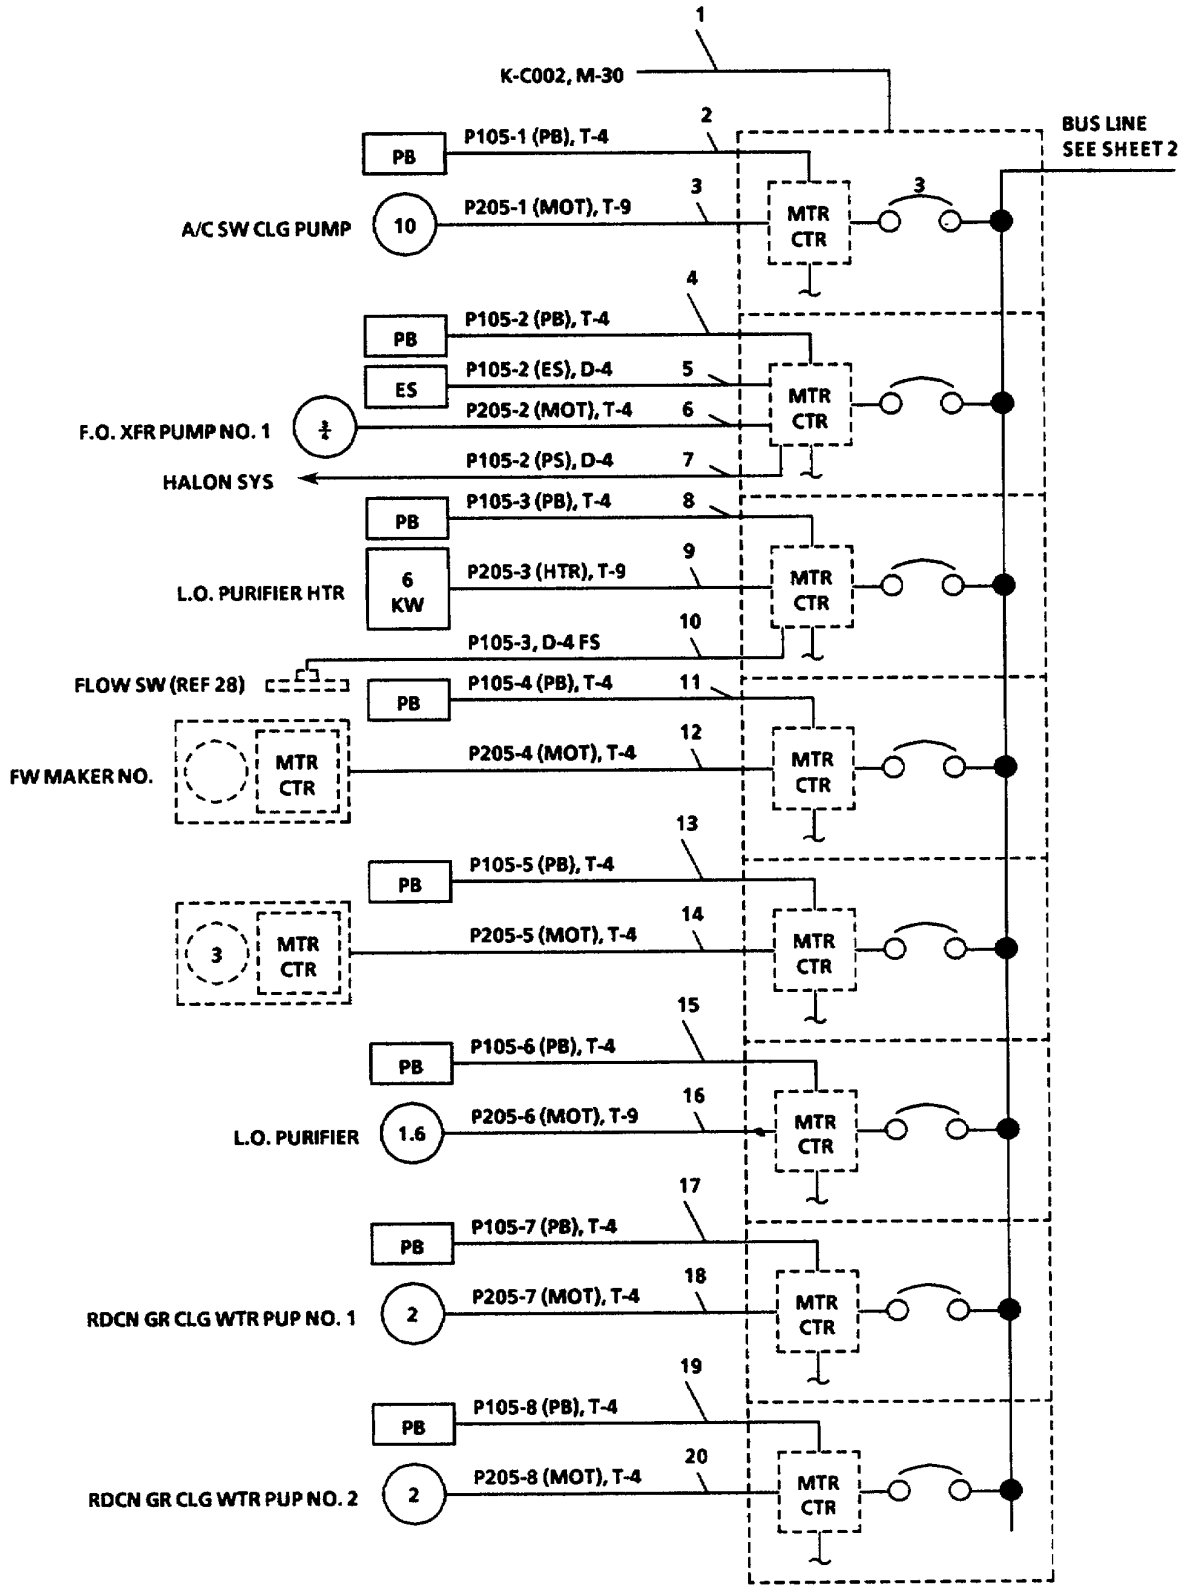 1
K-C002, M-30
BUS LINE
SEE SHEET 2
2
P105-1 (PB), T-4
PB
3
P205-1 (MOT), T-9
A/C SW CLG PUMP
10
MTR
CTR
3
4
P105-2 (PB), T-4
PB
P105-2 (ES), D-4
5
ES
P205-2 (MOT), T-4
6
F.O. XFR PUMP NO. 1
MTR
CTR
P105-2 (PS), D-4
7
HALON SYS
P105-3 (PB), T-4
8
PB
9
P205-3 (HTR), T-9
L.O. PURIFIER HTR
6
KW
MTR
CTR
10
P105-3, D-4 FS
FLOW SW (REF 28)
P105-4 (PB), T-4
11
PB
12
P205-4 (MOT), T-4
FW MAKER NO.
MTR
CTR
MTR
CTR
13
P105-5 (PB), T-4
PB
14
P205-5 (MOT), T-4
3
MTR
CTR
MTR
CTR
15
P105-6 (PB), T-4
PB
16
P205-6 (MOT), T-9
L.O. PURIFIER
1.6
MTR
CTR
17
P105-7 (PB), T-4
PB
18
P205-7 (MOT), T-4
RDCN GR CLG WTR PUP NO. 1
2
MTR
CTR
19
P105-8 (PB), T-4
PB
20
P205-8 (MOT), T-4
RDCN GR CLG WTR PUP NO. 2
2
MTR
CTR